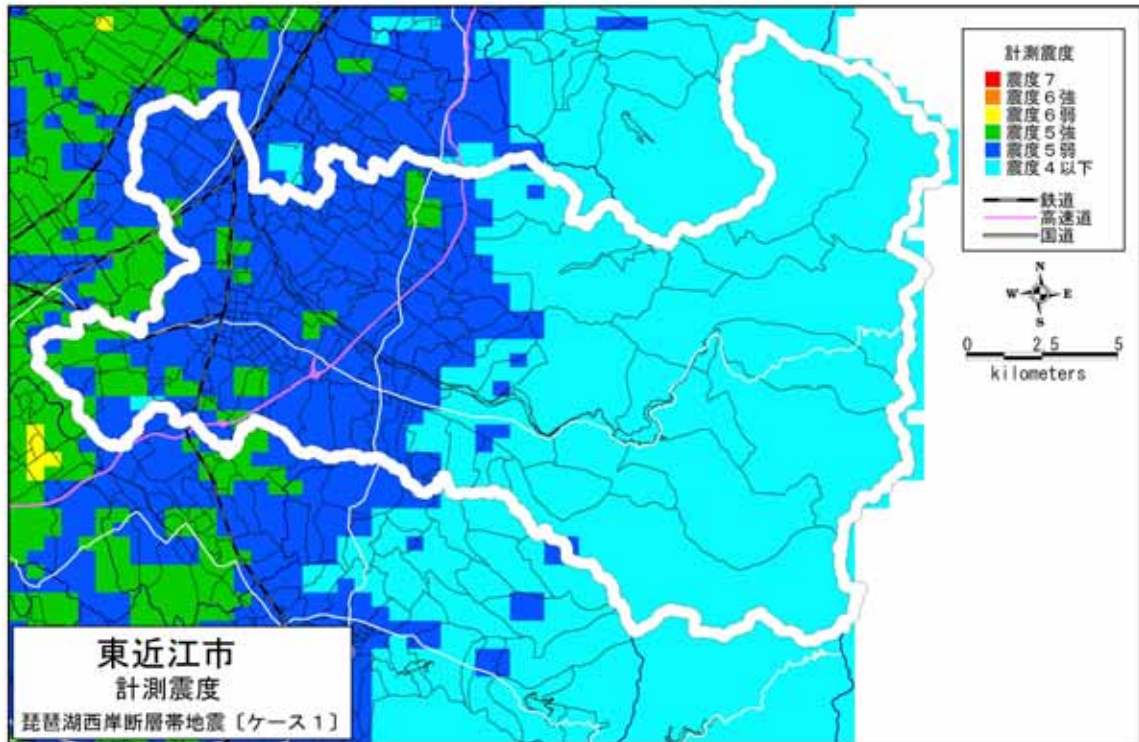 計測震度
震度7
震度6強
震度6弱
震度5強
震度5弱
震度4以下
鉄道
高速道
国道
N
W E
S
0 2.5 5
kilometers
東近江市
計測震度
琵琶湖西岸断層帯地震〔ケース1〕